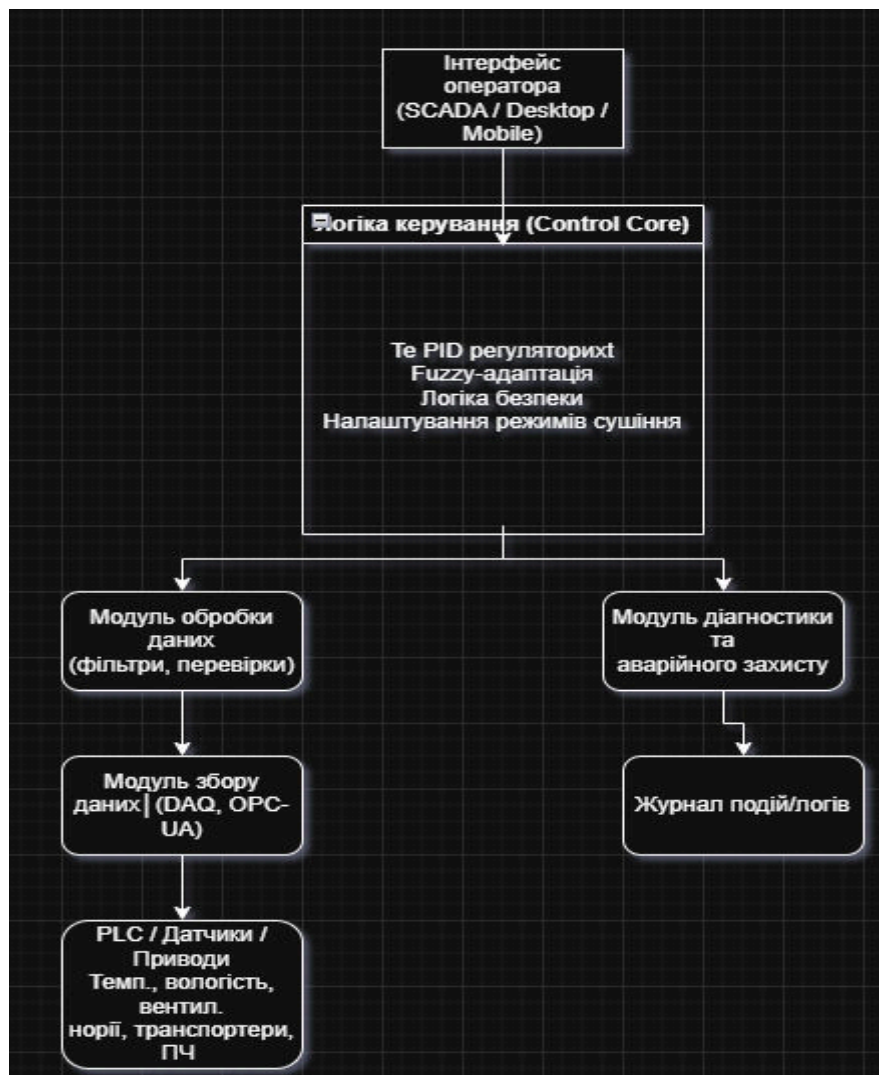 Інтерфейс
оператора
(SCADA / Desktop /
Mobile)
Логіка керування (Control Core)
Te PID регуляториxt
Fuzzy-адаптація
Логіка безпеки
Налаштування режимів сушіння
Модуль обробки
даних
(фільтри, перевірки)
Модуль діагностики
та
аварійного захисту
Модуль збору
даних (DAQ, OPC-
UA)
Журнал подій/логів
PLC / Датчики /
Приводи
Темп., вологість,
вентил.
норії, транспортери,
ПЧ